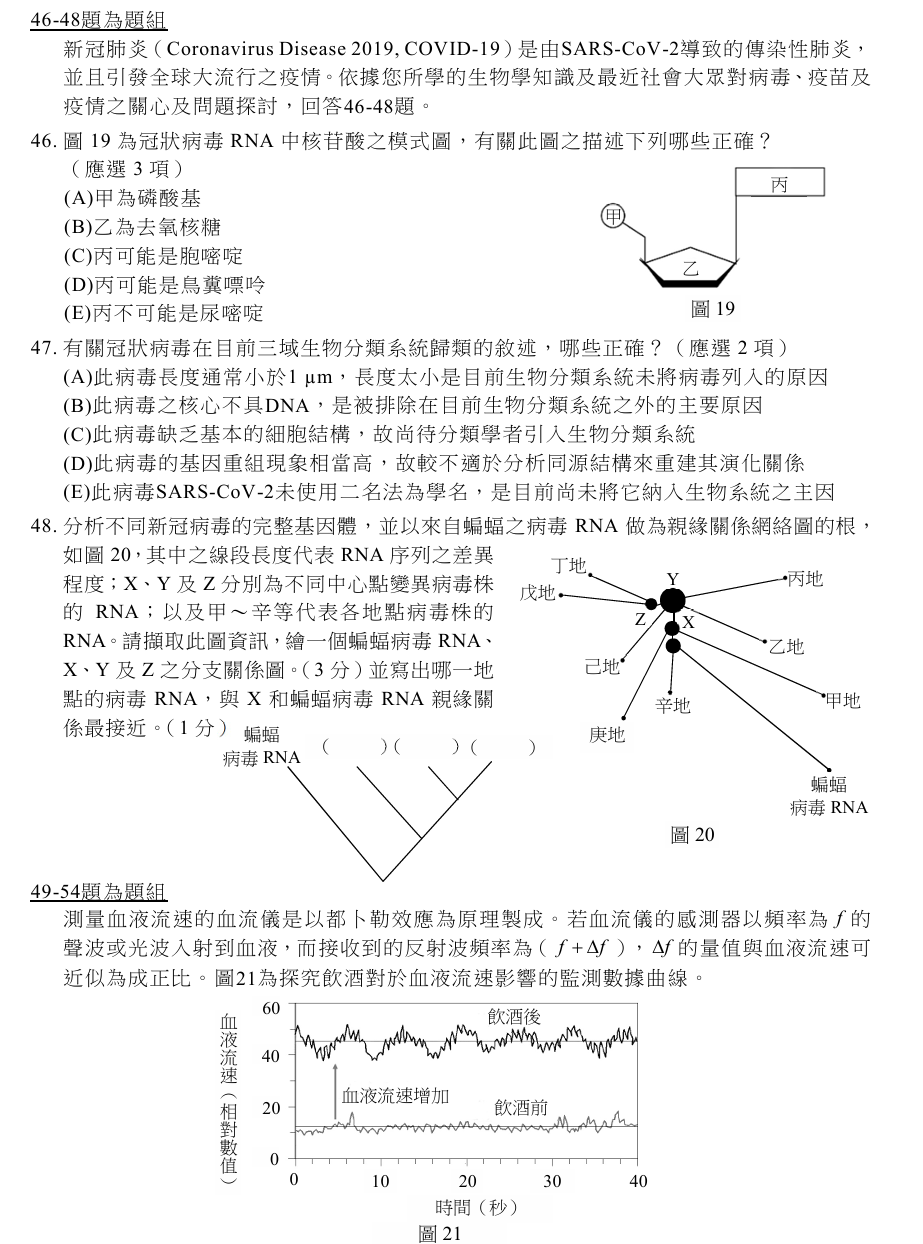 46-48題為題組
新冠肺炎（Coronavirus Disease 2019, COVID-19）是由SARS-CoV-2導致的傳染性肺炎，
並且引發全球大流行之疫情。依據您所學的生物學知識及最近社會大眾對病毒、疫苗及
疫情之關心及問題探討，回答46-48題。
46. 圖 19 為冠狀病毒 RNA 中核苷酸之模式圖，有關此圖之描述下列哪些正確？
（應選 3 項）
(A)甲為磷酸基
(B)乙為去氧核糖
(C)丙可能是胞嘧啶
(D)丙可能是鳥糞嘌呤
(E)丙不可能是尿嘧啶
丙
甲
乙
圖 19
47. 有關冠狀病毒在目前三域生物分類系統歸類的敘述，哪些正確？（應選 2 項）
(A)此病毒長度通常小於1 μm，長度太小是目前生物分類系統未將病毒列入的原因
(B)此病毒之核心不具DNA，是被排除在目前生物分類系統之外的主要原因
(C)此病毒缺乏基本的細胞結構，故尚待分類學者引入生物分類系統
(D)此病毒的基因重組現象相當高，故較不適於分析同源結構來重建其演化關係
(E)此病毒SARS-CoV-2未使用二名法為學名，是目前尚未將它納入生物系統之主因
48. 分析不同新冠病毒的完整基因體，並以來自蝙蝠之病毒 RNA 做為親緣關係網絡圖的根，
如圖 20，其中之線段長度代表 RNA 序列之差異
程度；X、Y 及 Z 分別為不同中心點變異病毒株
的 RNA；以及甲～辛等代表各地點病毒株的
RNA。請擷取此圖資訊，繪一個蝙蝠病毒 RNA、
X、Y 及 Z 之分支關係圖。（3 分）並寫出哪一地
點的病毒 RNA，與 X 和蝙蝠病毒 RNA 親緣關
係最接近。（1 分）
蝙蝠
病毒 RNA
（　　）（　　）（　　）
丁地
戊地
Y
丙地
Z
X
乙地
己地
辛地
甲地
庚地
蝙蝠
病毒 RNA
圖 20
49-54題為題組
測量血液流速的血流儀是以都卜勒效應為原理製成。若血流儀的感測器以頻率為 f 的
聲波或光波入射到血液，而接收到的反射波頻率為（ f + Δf ），Δf 的量值與血液流速可
近似為成正比。圖21為探究飲酒對於血液流速影響的監測數據曲線。
血液流速（相對數值）
60
40
20
0
飲酒後
血液流速增加
飲酒前
0 10 20 30 40
時間（秒）
圖 21